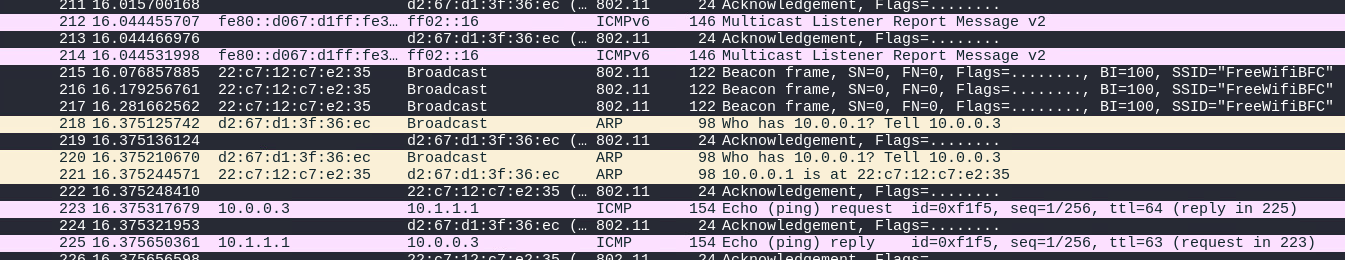 211 16.015700168 d2:67:d1:3f:36:ec (… 802.11 24 Acknowledgement, Flags=........
212 16.044455707 fe80::d067:d1ff:fe3… ff02::16 ICMPv6 146 Multicast Listener Report Message v2
213 16.044466976 d2:67:d1:3f:36:ec (… 802.11 24 Acknowledgement, Flags=........
214 16.044531998 fe80::d067:d1ff:fe3… ff02::16 ICMPv6 146 Multicast Listener Report Message v2
215 16.076857885 22:c7:12:c7:e2:35 Broadcast 802.11 122 Beacon frame, SN=0, FN=0, Flags=........, BI=100, SSID="FreeWifiBFC"
216 16.179256761 22:c7:12:c7:e2:35 Broadcast 802.11 122 Beacon frame, SN=0, FN=0, Flags=........, BI=100, SSID="FreeWifiBFC"
217 16.281662562 22:c7:12:c7:e2:35 Broadcast 802.11 122 Beacon frame, SN=0, FN=0, Flags=........, BI=100, SSID="FreeWifiBFC"
218 16.375125742 d2:67:d1:3f:36:ec Broadcast ARP 98 Who has 10.0.0.1? Tell 10.0.0.3
219 16.375136124 d2:67:d1:3f:36:ec (… 802.11 24 Acknowledgement, Flags=........
220 16.375210670 d2:67:d1:3f:36:ec Broadcast ARP 98 Who has 10.0.0.1? Tell 10.0.0.3
221 16.375244571 22:c7:12:c7:e2:35 d2:67:d1:3f:36:ec ARP 98 10.0.0.1 is at 22:c7:12:c7:e2:35
222 16.375248410 22:c7:12:c7:e2:35 (… 802.11 24 Acknowledgement, Flags=........
223 16.375317679 10.0.0.3 10.1.1.1 ICMP 154 Echo (ping) request id=0xf1f5, seq=1/256, ttl=64 (reply in 225)
224 16.375321953 d2:67:d1:3f:36:ec (… 802.11 24 Acknowledgement, Flags=........
225 16.375650361 10.1.1.1 10.0.0.3 ICMP 154 Echo (ping) reply id=0xf1f5, seq=1/256, ttl=63 (request in 223)
226 16.375656598 22:c7:12:c7:e2:35 (… 802.11 24 Acknowledgement, Flags=